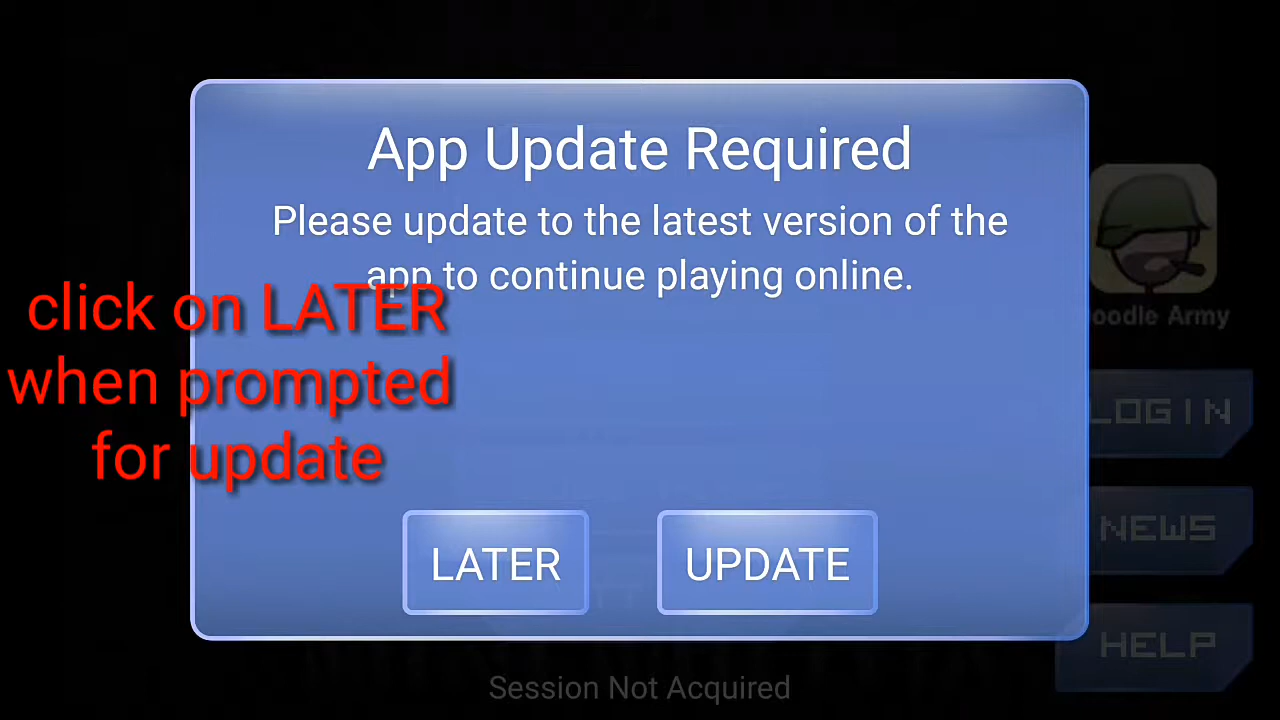 App Update Required
Please update to the latest version of the
app to continue playing online.
click on LATER
when prompted
for update
oodle Army
LOGIN
NEWS
HELP
LATER
UPDATE
Session Not Acquired